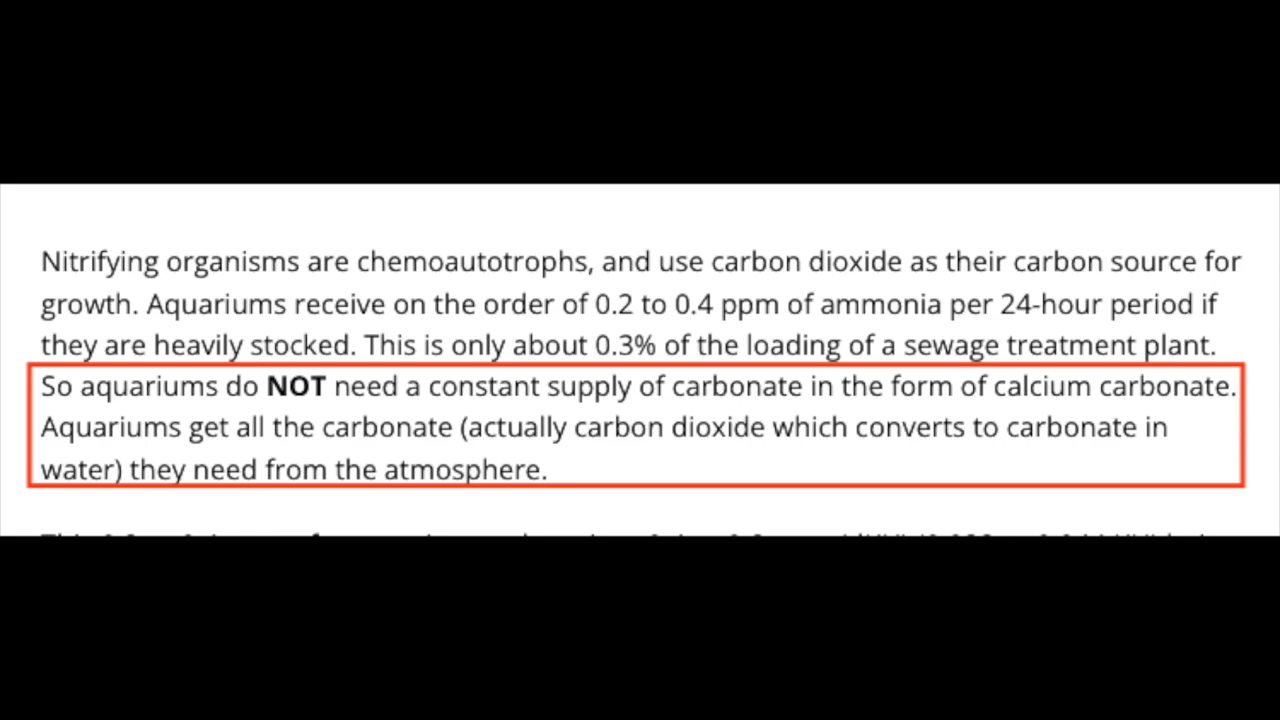 Nitrifying organisms are chemoautotrophs, and use carbon dioxide as their carbon source for
growth. Aquariums receive on the order of 0.2 to 0.4 ppm of ammonia per 24-hour period if
they are heavily stocked. This is only about 0.3% of the loading of a sewage treatment plant.
So aquariums do NOT need a constant supply of carbonate in the form of calcium carbonate.
Aquariums get all the carbonate (actually carbon dioxide which converts to carbonate in
water) they need from the atmosphere.